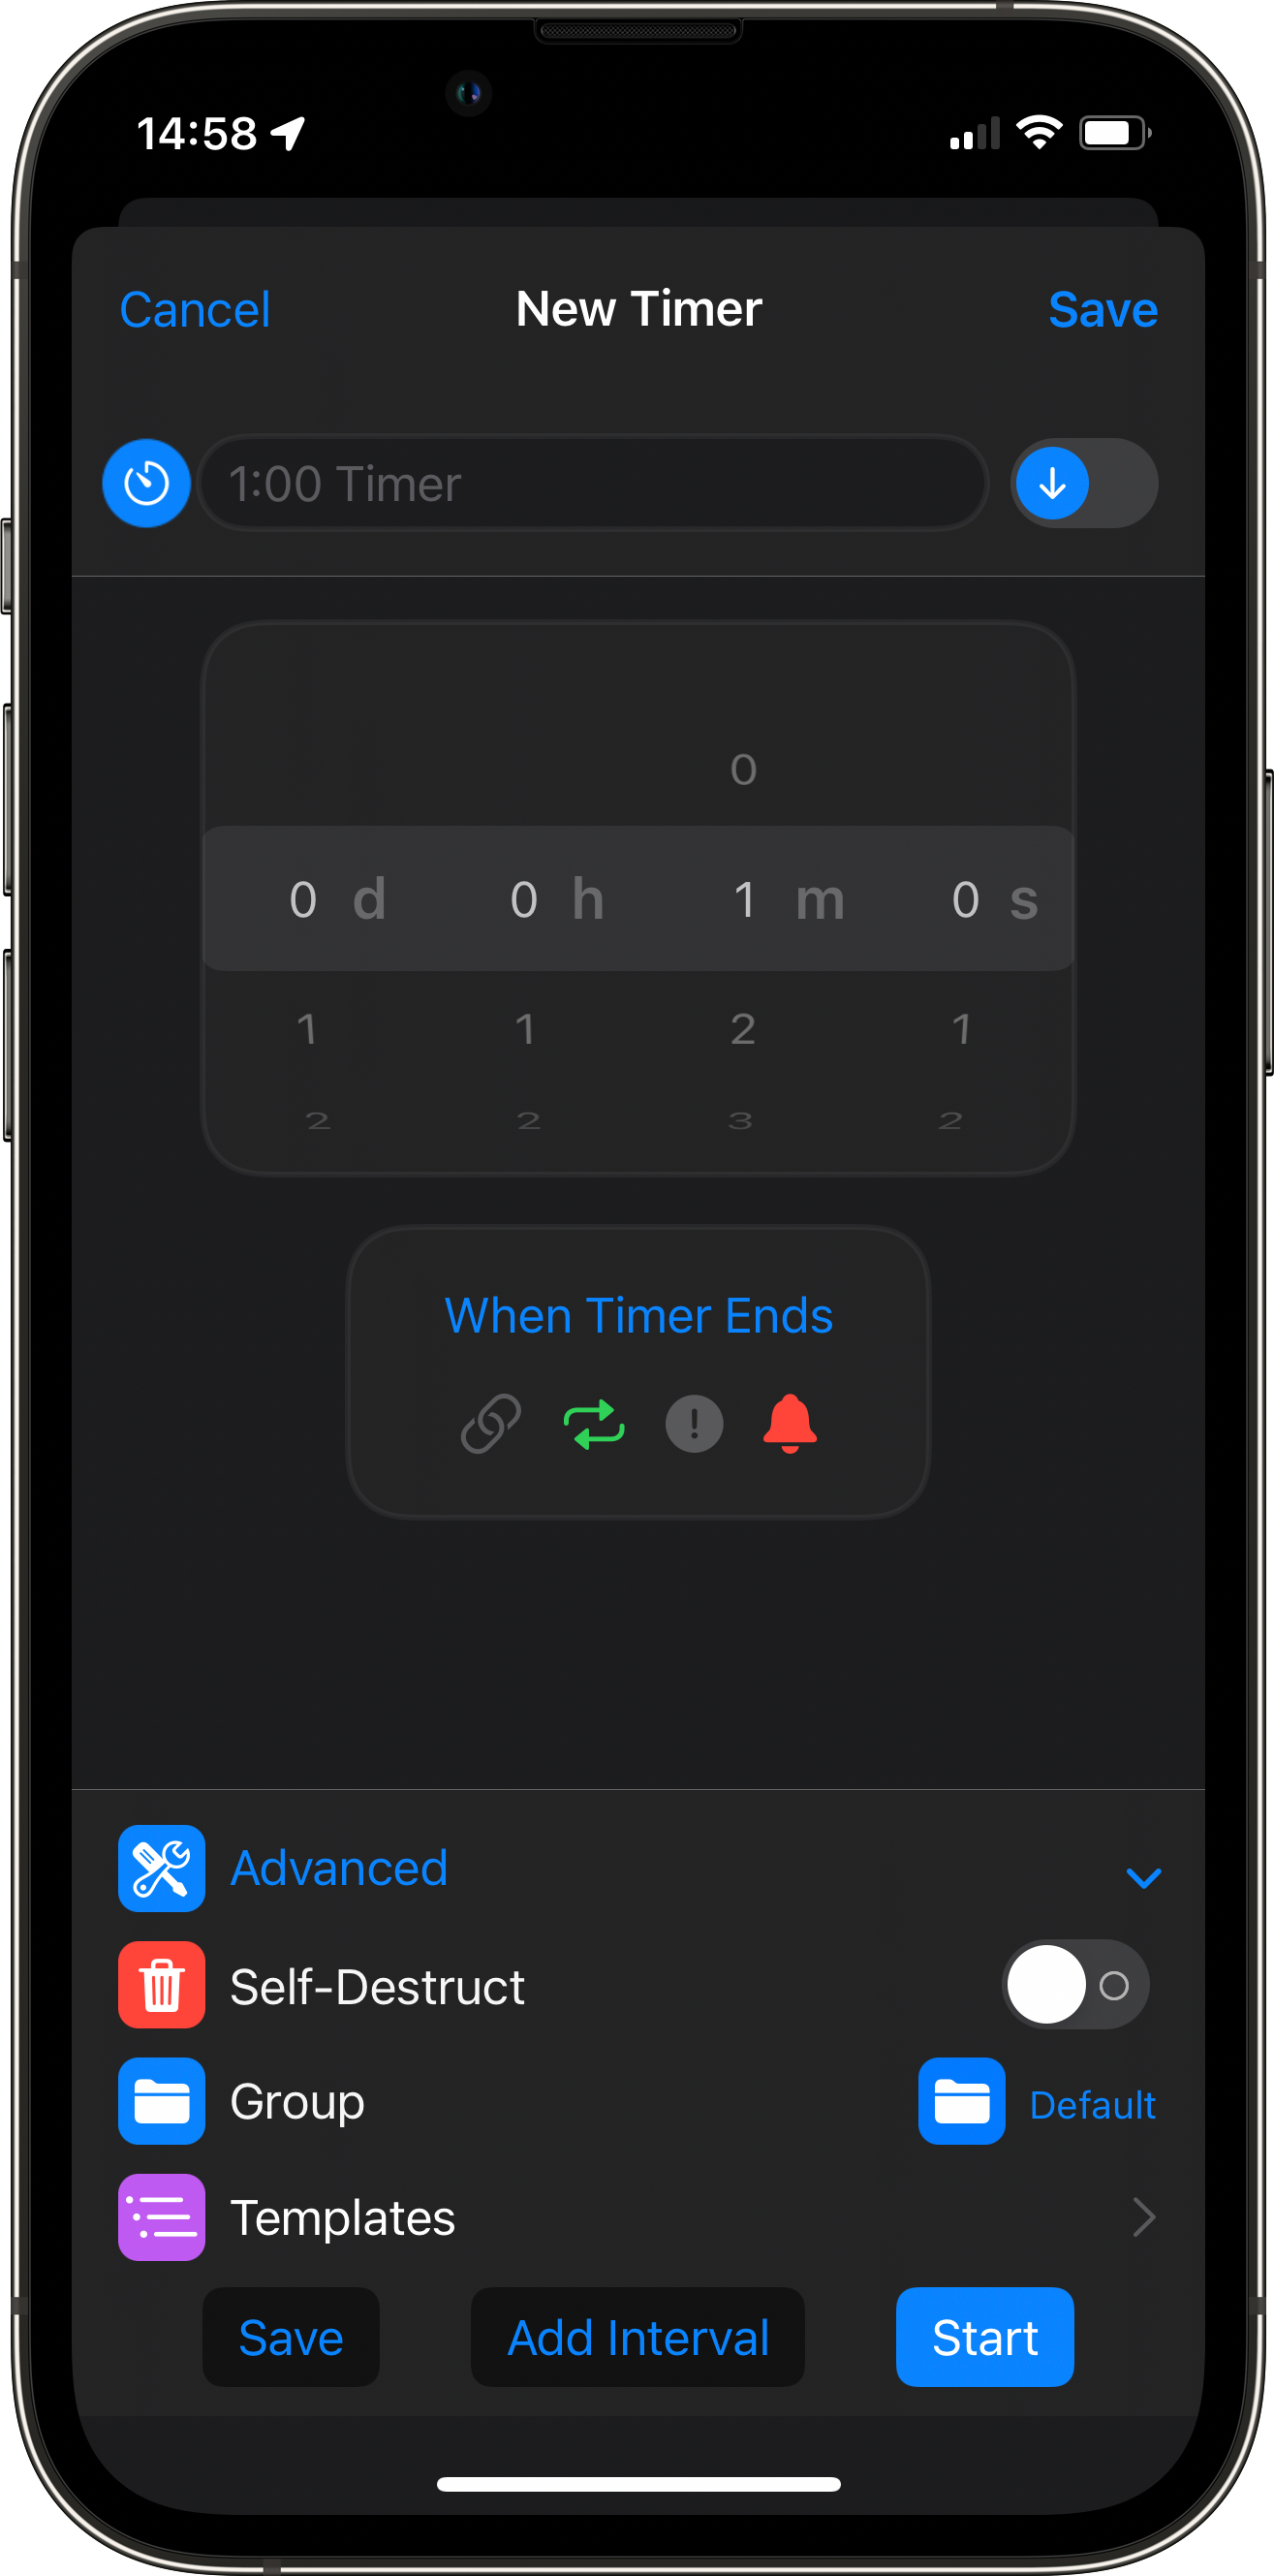 14:58
Cancel New Timer Save
1:00 Timer
0
0 d 0 h 1 m 0 s
1 1 2 1
2 2 3 2
When Timer Ends
!
Advanced
Self-Destruct
Group Default
Templates
Save Add Interval Start